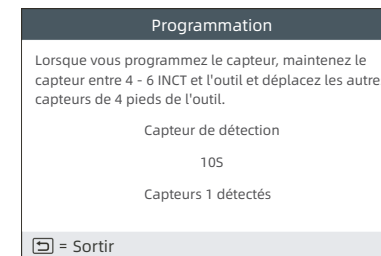 Programmation
Lorsque vous programmez le capteur, maintenez le
capteur entre 4 - 6 INCT et l'outil et déplacez les autre
capteurs de 4 pieds de l'outil.
Capteur de détection
10S
Capteurs 1 détectés
= Sortir